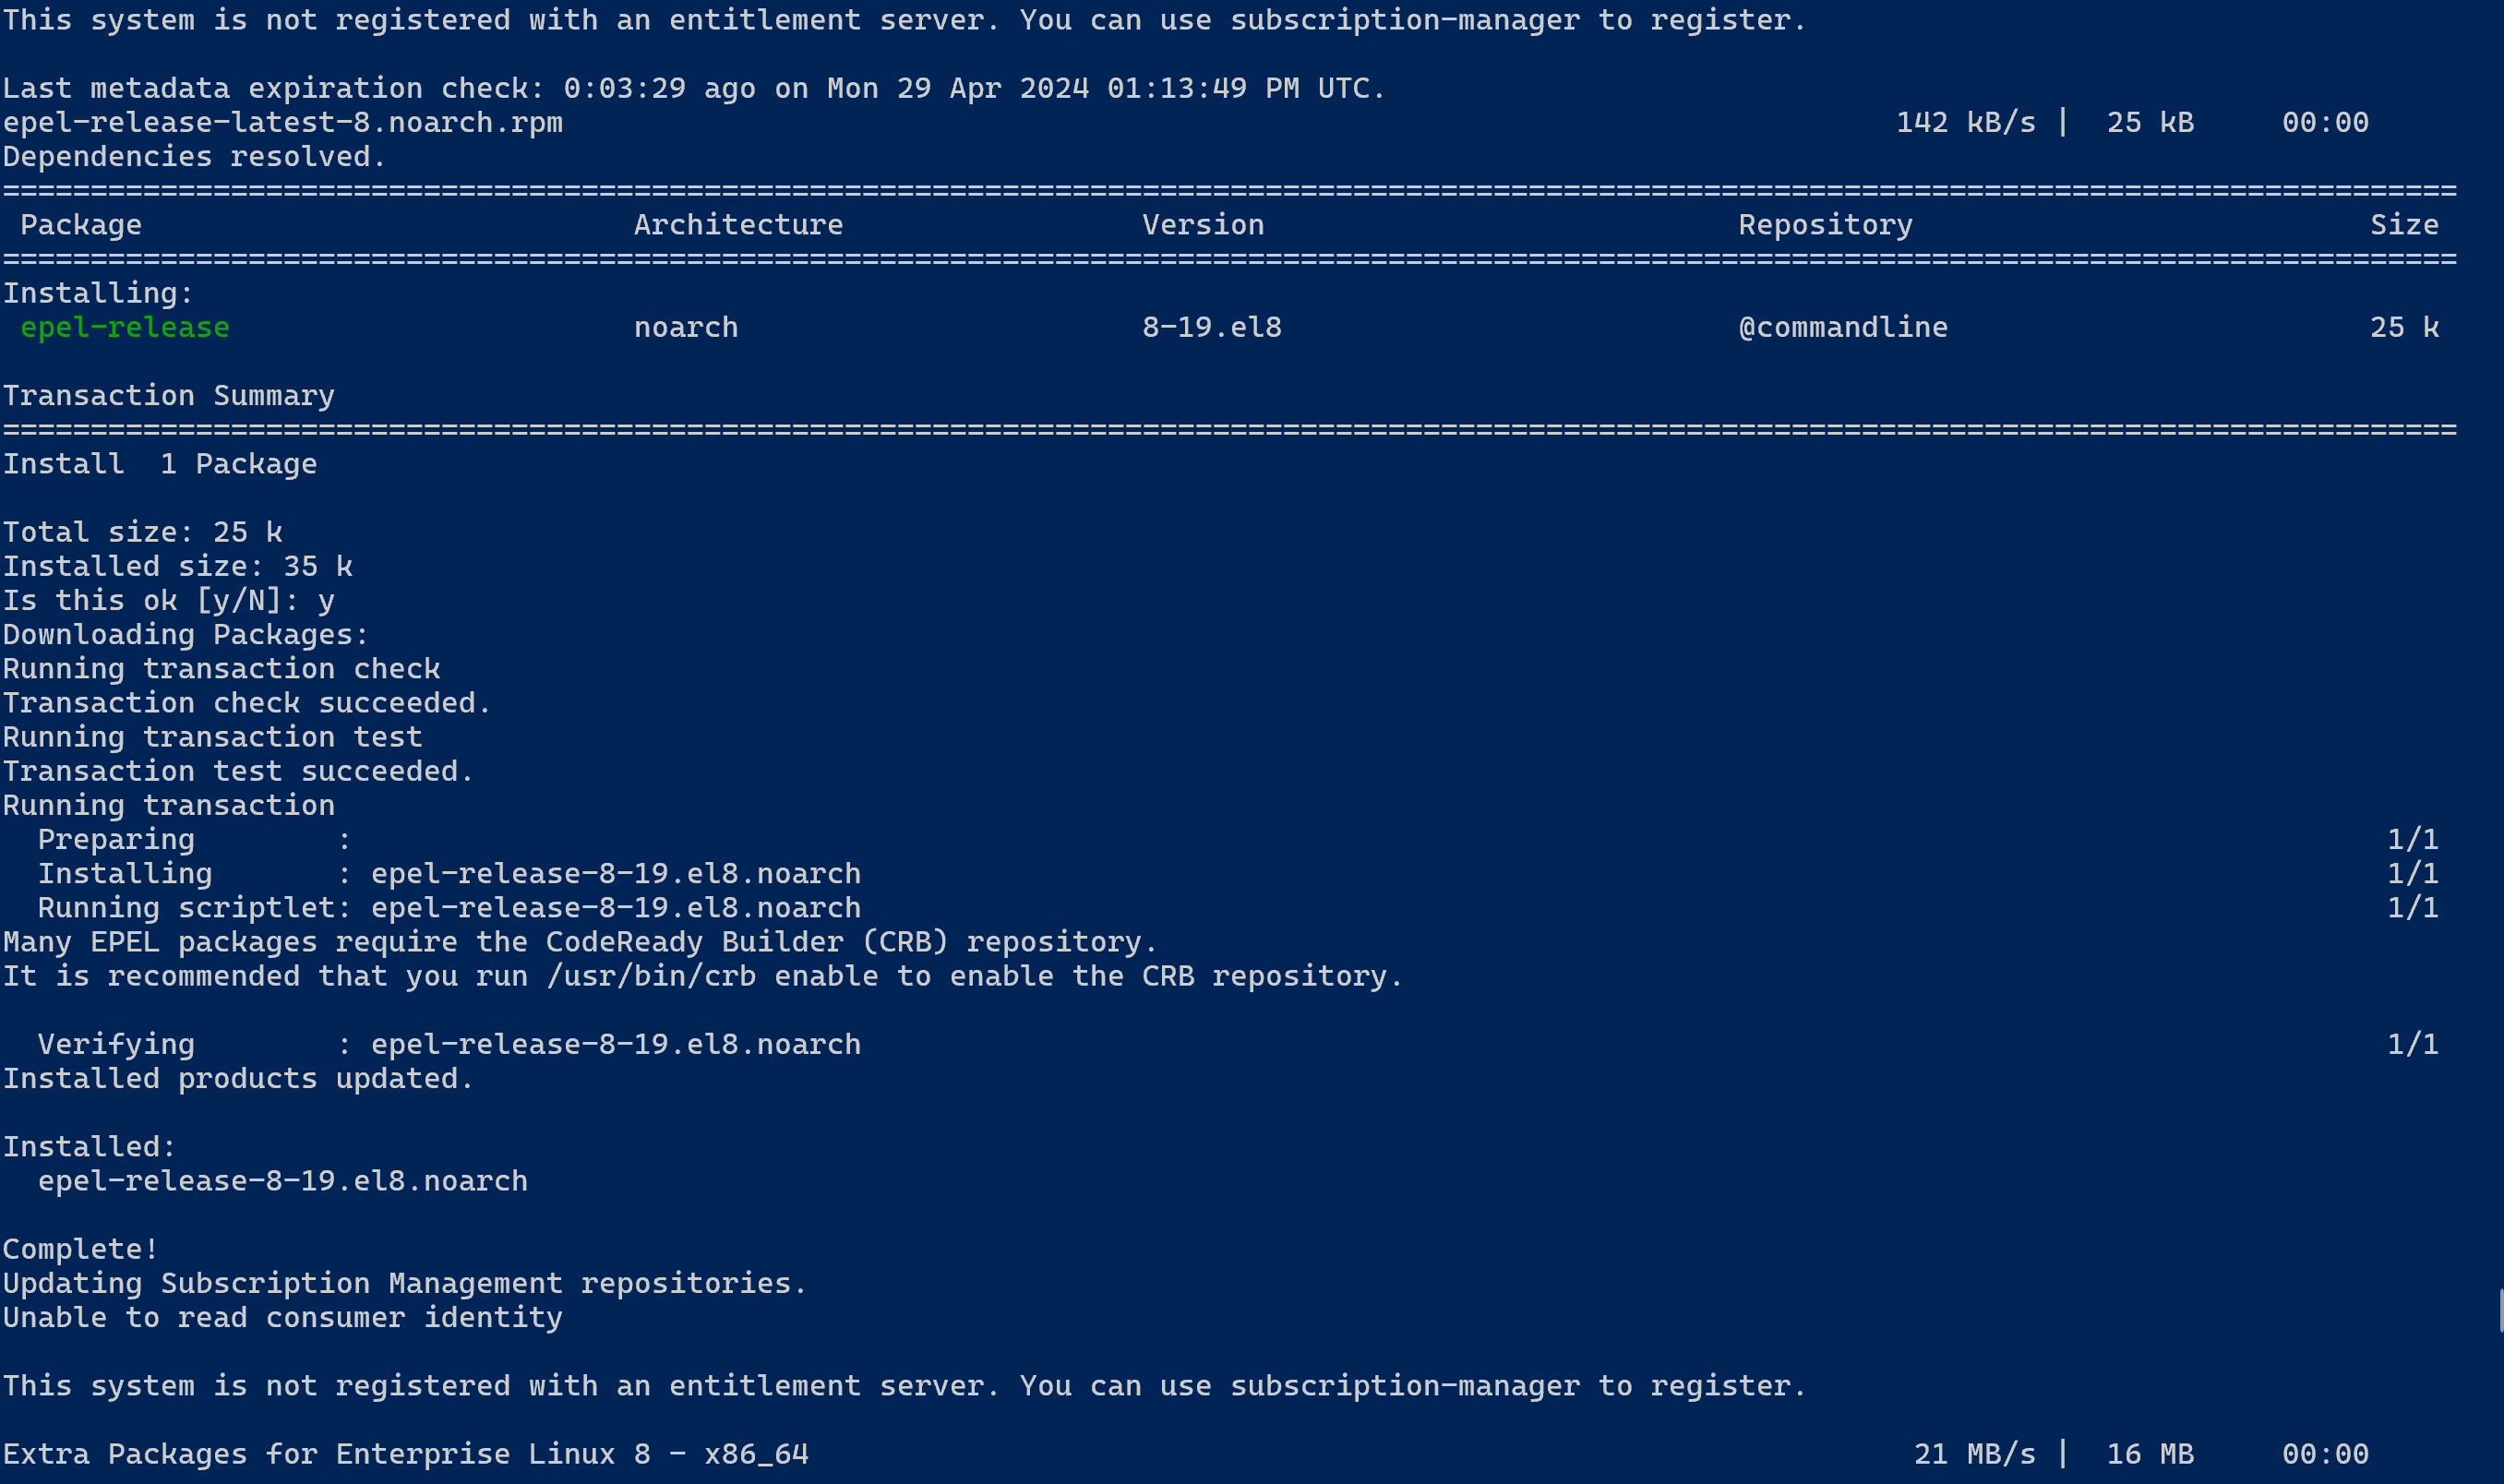 This system is not registered with an entitlement server. You can use subscription-manager to register.
Last metadata expiration check: 0:03:29 ago on Mon 29 Apr 2024 01:13:49 PM UTC.
epel-release-latest-8.noarch.rpm 142 kB/s | 25 kB 00:00
Dependencies resolved.
================================================================================
Package Architecture Version Repository Size
================================================================================
Installing:
epel-release noarch 8-19.el8 @commandline 25 k
Transaction Summary
================================================================================
Install 1 Package
Total size: 25 k
Installed size: 35 k
Is this ok [y/N]: y
Downloading Packages:
Running transaction check
Transaction check succeeded.
Running transaction test
Transaction test succeeded.
Running transaction
Preparing : 1/1
Installing : epel-release-8-19.el8.noarch 1/1
Running scriptlet: epel-release-8-19.el8.noarch 1/1
Many EPEL packages require the CodeReady Builder (CRB) repository.
It is recommended that you run /usr/bin/crb enable to enable the CRB repository.
Verifying : epel-release-8-19.el8.noarch 1/1
Installed products updated.
Installed:
epel-release-8-19.el8.noarch
Complete!
Updating Subscription Management repositories.
Unable to read consumer identity
This system is not registered with an entitlement server. You can use subscription-manager to register.
Extra Packages for Enterprise Linux 8 - x86_64 21 MB/s | 16 MB 00:00